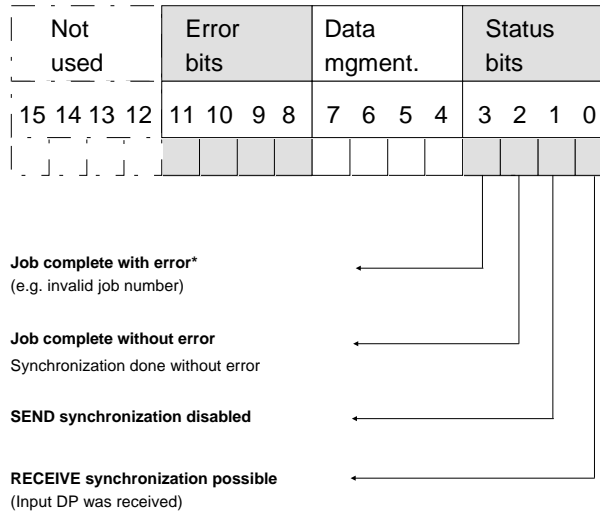 Not Error Data Status
used bits mgment. bits
15 14 13 12 11 10 9 8 7 6 5 4 3 2 1 0
Job complete with error*
(e.g. invalid job number)
Job complete without error
Synchronization done without error
SEND synchronization disabled
RECEIVE synchronization possible
(Input DP was received)